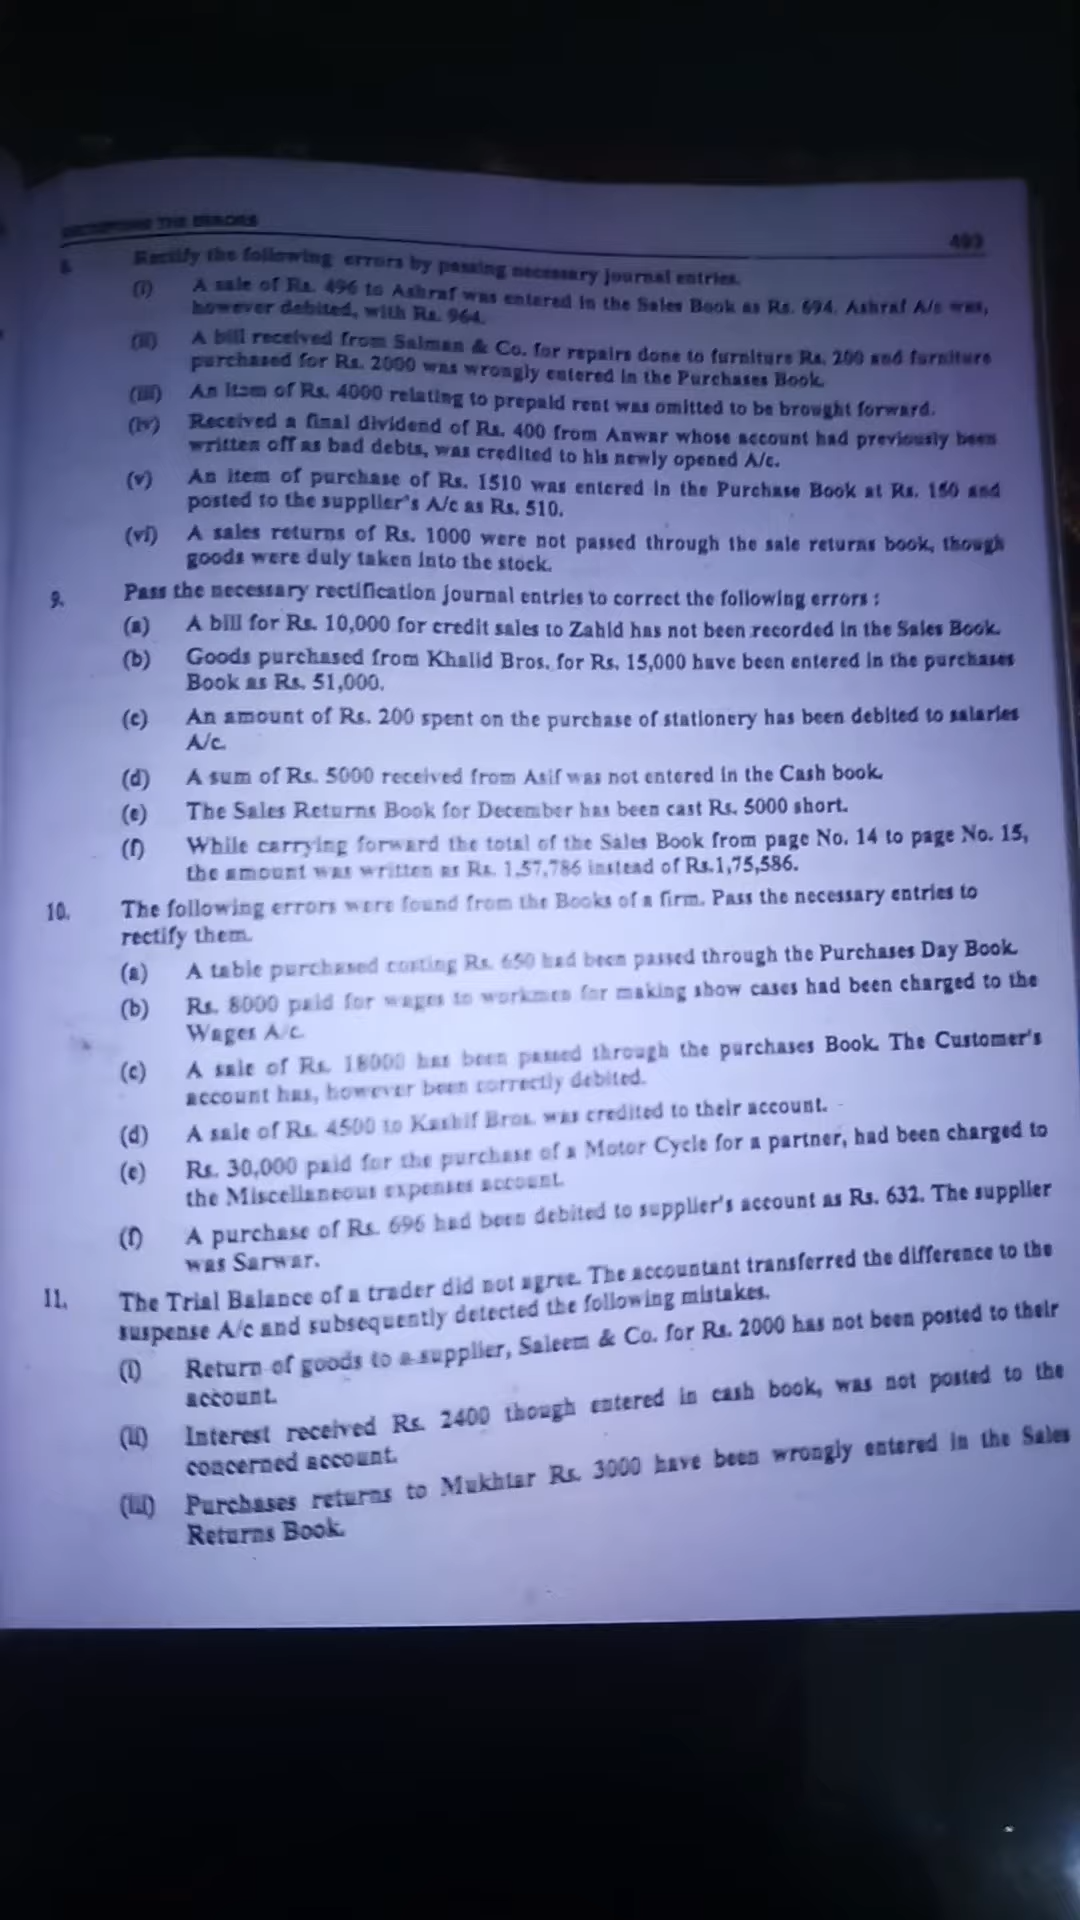 RECTIFYING THE ERRORS
493
8. Rectify the following errors by passing necessary journal entries.
(i) A sale of Rs. 496 to Ashraf was entered in the Sales Book as Rs. 694. Ashraf A/c was,
however debited, with Rs. 964.
(ii) A bill received from Salman & Co. for repairs done to furniture Rs. 200 and furniture
purchased for Rs. 2000 was wrongly entered in the Purchases Book.
(iii) An item of Rs. 4000 relating to prepaid rent was omitted to be brought forward.
(iv) Received a final dividend of Rs. 400 from Anwar whose account had previously been
written off as bad debts, was credited to his newly opened A/c.
(v) An item of purchase of Rs. 1510 was entered in the Purchase Book at Rs. 150 and
posted to the supplier's A/c as Rs. 510.
(vi) A sales returns of Rs. 1000 were not passed through the sale returns book, though
goods were duly taken into the stock.
9. Pass the necessary rectification journal entries to correct the following errors :
(a) A bill for Rs. 10,000 for credit sales to Zahid has not been recorded in the Sales Book.
(b) Goods purchased from Khalid Bros. for Rs. 15,000 have been entered in the purchases
Book as Rs. 51,000.
(c) An amount of Rs. 200 spent on the purchase of stationery has been debited to salaries
A/c.
(d) A sum of Rs. 5000 received from Asif was not entered in the Cash book.
(e) The Sales Returns Book for December has been cast Rs. 5000 short.
(f) While carrying forward the total of the Sales Book from page No. 14 to page No. 15,
the amount was written as Rs. 1,57,786 instead of Rs.1,75,586.
10. The following errors were found from the Books of a firm. Pass the necessary entries to
rectify them.
(a) A table purchased costing Rs. 650 had been passed through the Purchases Day Book.
(b) Rs. 8000 paid for wages to workmen for making show cases had been charged to the
Wages A/c.
(c) A sale of Rs. 18000 has been passed through the purchases Book. The Customer's
account has, however been correctly debited.
(d) A sale of Rs. 4500 to Kashif Bros. was credited to their account.
(e) Rs. 30,000 paid for the purchase of a Motor Cycle for a partner, had been charged to
the Miscellaneous expenses account.
(f) A purchase of Rs. 696 had been debited to supplier's account as Rs. 632. The supplier
was Sarwar.
11. The Trial Balance of a trader did not agree. The accountant transferred the difference to the
suspense A/c and subsequently detected the following mistakes.
(i) Return of goods to a supplier, Saleem & Co. for Rs. 2000 has not been posted to their
account.
(ii) Interest received Rs. 2400 though entered in cash book, was not posted to the
concerned account.
(iii) Purchases returns to Mukhtar Rs. 3000 have been wrongly entered in the Sales
Returns Book.